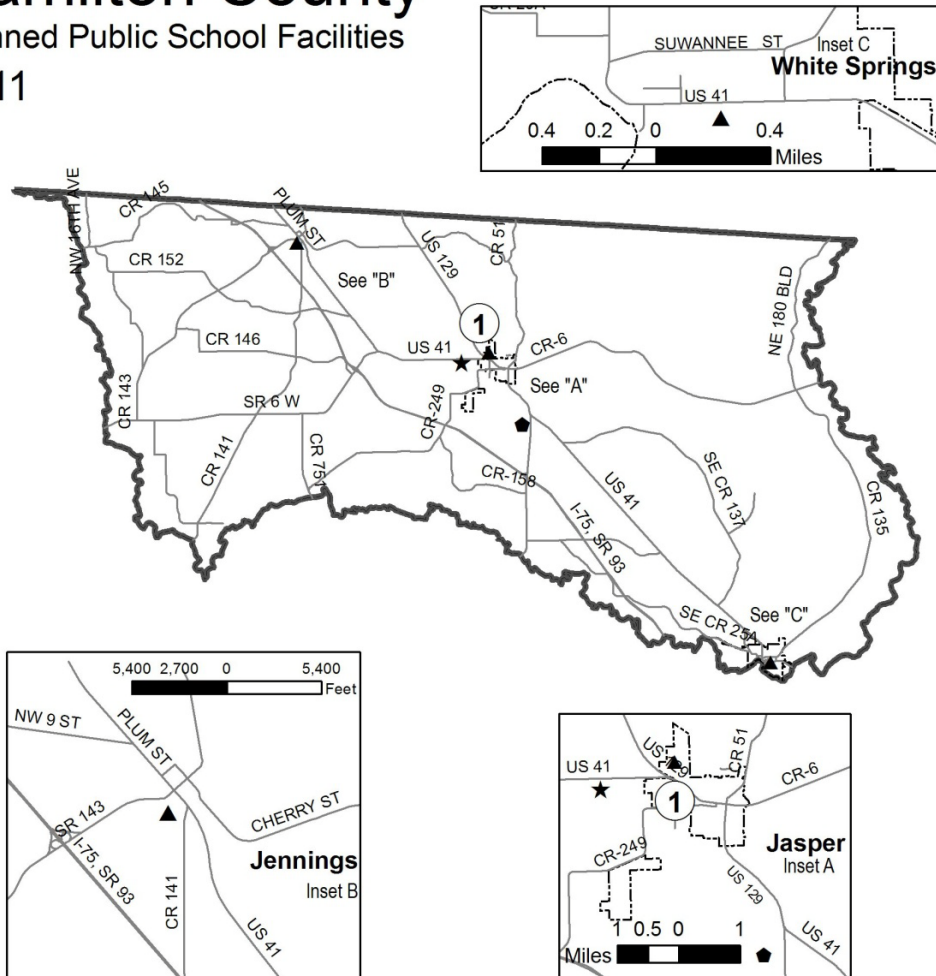 nned Public School Facilities
11
SUWANNEE ST
Inset C
White Springs
US 41
0.4 0.2 0 0.4
Miles
NW 16TH AVE
CR 145
PLUM ST
US 129
CR 51
CR 152
See "B"
NE 180 BLD
1
CR 146
US 41
CR-6
See "A"
CR 143
SR 6 W
CR-249
CR 141
CR 751
CR-158
US 41
SE CR 137
CR 135
I-75, SR 93
SE CR 25A
See "C"
5,400 2,700 0 5,400
Feet
NW 9 ST
PLUM ST
SR 143
CHERRY ST
I-75, SR 93
Jennings
Inset B
CR 141
US 41
US 129
CR 51
US 41
CR-6
1
Jasper
Inset A
CR-249
US 129
1 0.5 0 1
Miles
US 41